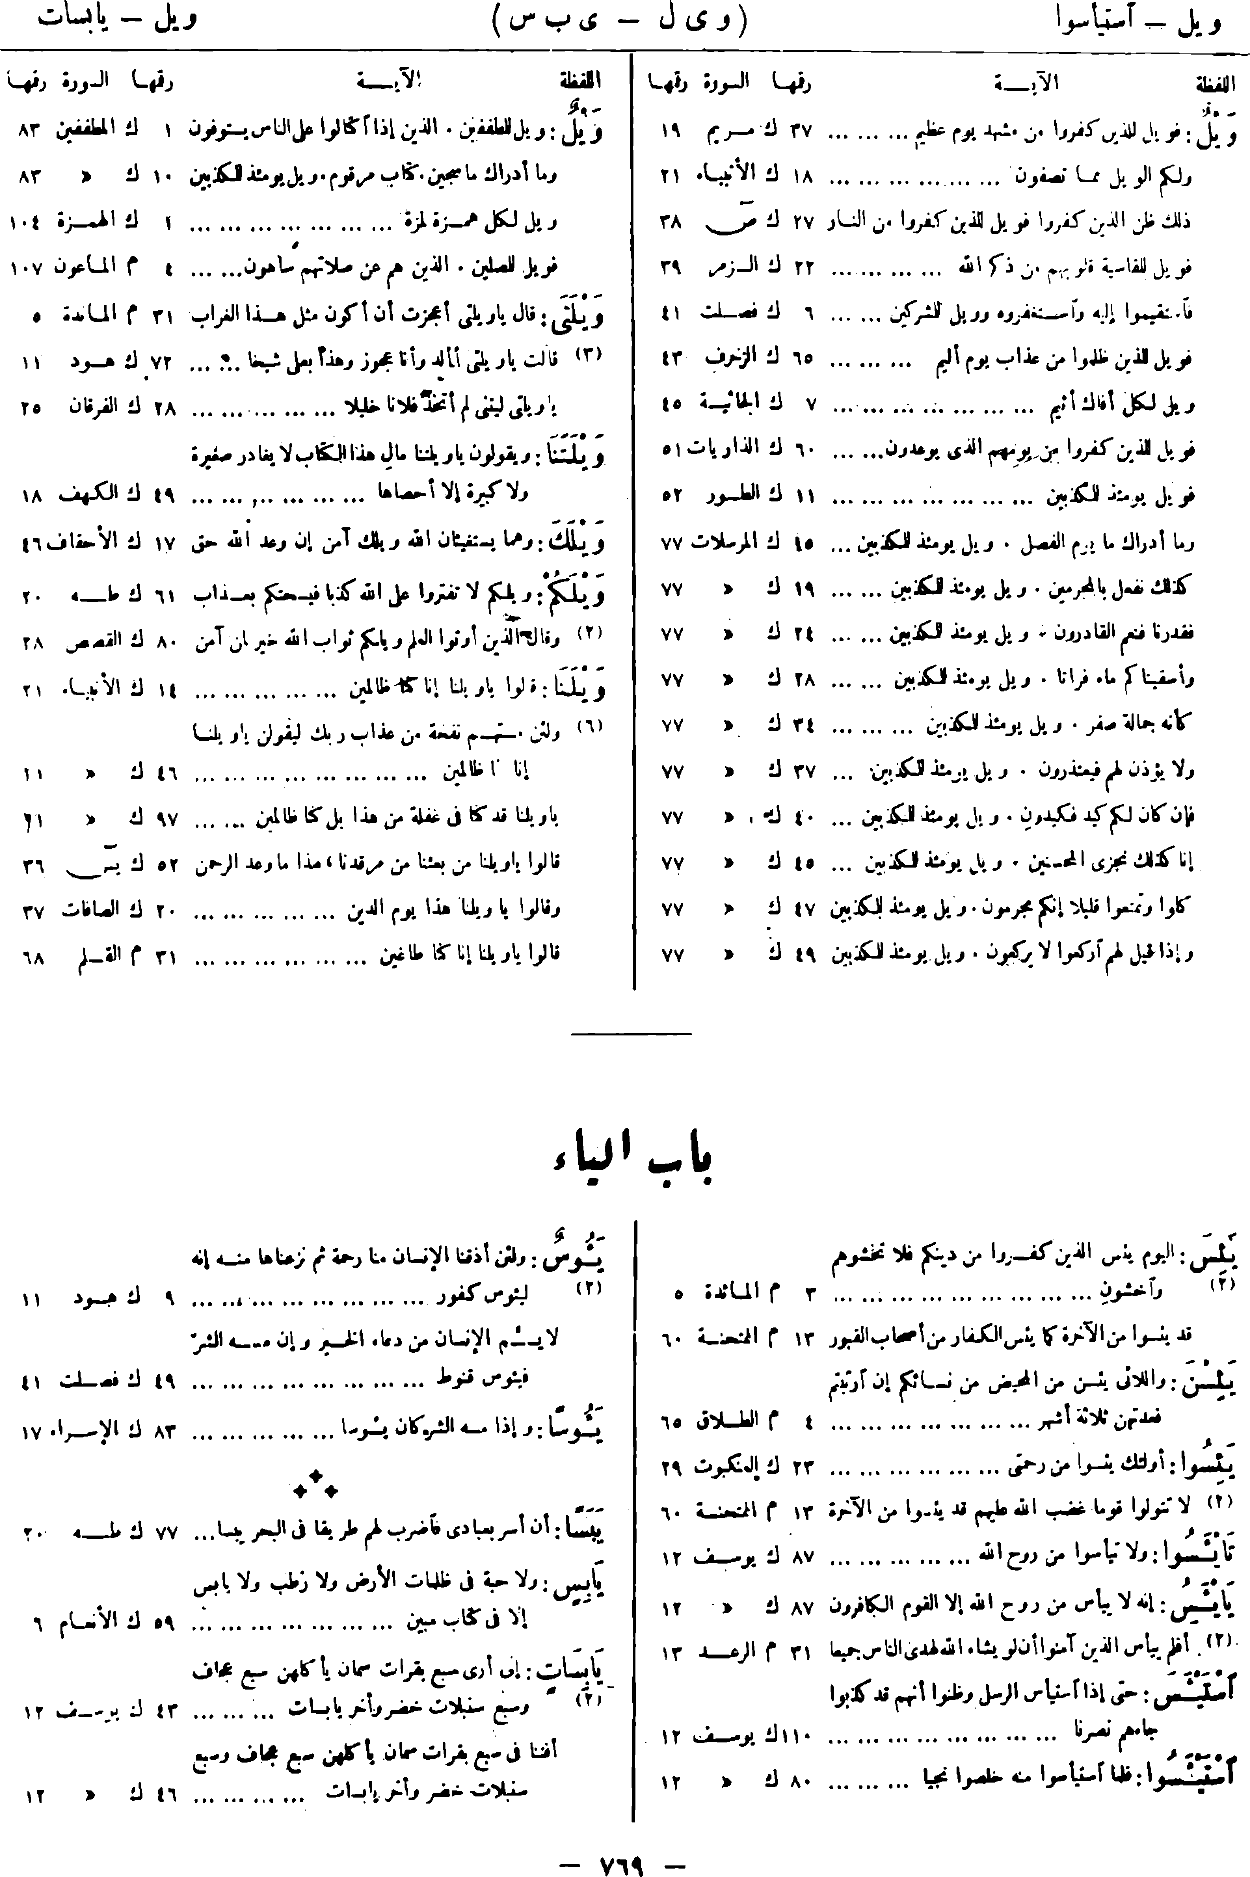 ويل — آستيأسوا
(وى ل — ى ب س)
ويل — يابسات
اللفظة الآيـــة رقمها السورة رقمها
وَيْلٌ : فويل للذين كفروا من مشهد يوم عظيم ... ... ... ٣٧ ك مريم ١٩
ولكم الويل مما تصفون ... ... ... ... ... ... ١٨ ك الأنبياء ٢١
ذلك ظن الذين كفروا فويل للذين كفروا من النار ٢٧ ك صۤ ٣٨
فويل للقاسية قلوبهم من ذكر الله ... ... ... ... ٢٢ ك الزمر ٣٩
فآستقيموا إليه وآستغفروه وويل للمشركين ... ... ٦ ك فصلت ٤١
فويل للذين ظلموا من عذاب يوم أليم ... ... ... ٦٥ ك الزخرف ٤٣
ويل لكل أفاك أثيم ... ... ... ... ... ... ... ٧ ك الجاثية ٤٥
فويل للذين كفروا من يومهم الذى يوعدون ... ... ٦٠ ك الذاريات ٥١
فويل يومئذ للمكذبين ... ... ... ... ... ... ... ١١ ك الطور ٥٢
وما أدراك ما يوم الفصل . ويل يومئذ للمكذبين ... ١٥ ك المرسلات ٧٧
كذلك نفعل بالمجرمين . ويل يومئذ للمكذبين ... ... ١٩ ك » ٧٧
فقدرنا فنعم القادرون . ويل يومئذ للمكذبين ... ... ٢٤ ك » ٧٧
وأسقيناكم ماء فراتا . ويل يومئذ للمكذبين ... ... ٢٨ ك » ٧٧
كأنه جمالة صفر . ويل يومئذ للمكذبين ... ... ... ٣٤ ك » ٧٧
ولا يؤذن لهم فيعتذرون . ويل يومئذ للمكذبين ... ٣٧ ك » ٧٧
فإن كان لكم كيد فكيدون . ويل يومئذ للمكذبين ... ٤٠ ك » ٧٧
إنا كذلك نجزى المحسنين . ويل يومئذ للمكذبين ... ٤٥ ك » ٧٧
كلوا وتمتعوا قليلا إنكم مجرمون . ويل يومئذ للمكذبين ٤٧ ك » ٧٧
وإذا قيل لهم آركعوا لا يركعون . ويل يومئذ للمكذبين ٤٩ ك » ٧٧
اللفظة الآيـــة رقمها السورة رقمها
وَيْلٌ : ويل للمطففين . الذين إذا آكتالوا على الناس يستوفون ١ ك المطففين ٨٣
وما أدراك ما سجين . كتاب مرقوم . ويل يومئذ للمكذبين ١٠ ك » ٨٣
ويل لكل همزة لمزة ... ... ... ... ... ... ... ١ ك الهمزة ١٠٤
فويل للمصلين . الذين هم عن صلاتهم ساهون ... ... ٤ م الماعون ١٠٧
وَيْلَتَى : قال ياويلتى أعجزت أن أكون مثل هذا الغراب ٣١ م المائدة ٥
(٣) قالت ياويلتى أألد وأنا عجوز وهذا بعلى شيخا ... ... ٧٢ ك هود ١١
ياويلتى ليتنى لم أتخذ فلانا خليلا ... ... ... ... ... ٢٨ ك الفرقان ٢٥
وَيْلَتَنَا : ويقولون ياويلتنا مالِ هذا الكتاب لا يغادر صغيرة
ولا كبيرة إلا أحصاها ... ... ... ... ... ... ٤٩ ك الكهف ١٨
وَيْلَكَ : وهما يستغيثان الله ويلك آمن إن وعد الله حق ١٧ ك الأحقاف ٤٦
وَيْلَكُمْ : ويلكم لا تفتروا على الله كذبا فيسحتكم بعذاب ٦١ ك طه ٢٠
(٢) وقال الذين أوتوا العلم ويلكم ثواب الله خير لمن آمن ٨٠ ك القصص ٢٨
وَيْلَنَا : قالوا ياويلنا إنا كنا ظالمين ... ... ... ... ... ١٤ ك الأنبياء ٢١
(٦) ولئن مستهم نفحة من عذاب ربك ليقولن ياويلنا
إنا كنا ظالمين ... ... ... ... ... ... ... ... ٤٦ ك » ١١
ياويلنا قد كنا فى غفلة من هذا بل كنا ظالمين ... ... ٩٧ ك » ٢١
قالوا ياويلنا من بعثنا من مرقدنا ، هذا ما وعد الرحمن ٥٢ ك يسۤ ٣٦
وقالوا ياويلنا هذا يوم الدين ... ... ... ... ... ٢٠ ك الصافات ٣٧
قالوا ياويلنا إنا كنا طاغين ... ... ... ... ... ... ٣١ م القلم ٦٨
باب الياء
يَئِسَ : اليوم يئس الذين كفروا من دينكم فلا تخشوهم
(٢) وآخشونِ ... ... ... ... ... ... ... ... ... ٣ م المائدة ٥
قد يئسوا من الآخرة كما يئس الكفار من أصحاب القبور ١٣ م الممتحنة ٦٠
يَئِسْنَ : واللائى يئسن من المحيض من نسائكم إن آرتبتم
فعدتهن ثلاثة أشهر ... ... ... ... ... ... ... ٤ م الطلاق ٦٥
يَئِسُوا : أولئك يئسوا من رحمتى ... ... ... ... ... ... ٢٣ ك العنكبوت ٢٩
(٢) لا تتولوا قوما غضب الله عليهم قد يئسوا من الآخرة ١٣ م الممتحنة ٦٠
تَايْئَسُوا : ولا تيأسوا من روح الله ... ... ... ... ... ٨٧ ك يوسف ١٢
يَايْئَسُ : إنه لا ييأس من روح الله إلا القوم الكافرون ٨٧ ك » ١٢
(٢) أفلم ييأس الذين آمنوا أن لو يشاء الله لهدى الناس جميعا ٣١ م الرعد ١٣
آسْتَيْئَسَ : حتى إذا آستيأس الرسل وظنوا أنهم قد كذبوا
جاءهم نصرنا ... ... ... ... ... ... ... ... ١١٠ ك يوسف ١٢
آسْتَيْئَسُوا : فلما آستيأسوا منه خلصوا نجيا ... ... ... ٨٠ ك » ١٢
يَئُوسٌ : ولئن أذقنا الإنسان منا رحمة ثم نزعناها منه إنه
(٢) ليئوس كفور ... ... ... ... ... ... ... ... ٩ ك هود ١١
لا يسئم الإنسان من دعاء الخير وإن مسه الشرّ
فيئوس قنوط ... ... ... ... ... ... ... ... ٤٩ ك فصلت ٤١
يَئُوسًا : وإذا مسه الشر كان يئوسا ... ... ... ... ... ٨٣ ك الإسراء ١٧
يَبَسًا : أن أسر بعبادى فآضرب لهم طريقا فى البحر يبسا ... ٧٧ ك طه ٢٠
يَابِسٍ : ولا حبة فى ظلمات الأرض ولا رطب ولا يابس
إلا فى كتاب مبين ... ... ... ... ... ... ... ٥٩ ك الأنعام ٦
يَابِسَاتٍ : إنى أرى سبع بقرات سمان يأكلهن سبع عجاف
(٢) وسبع سنبلات خضر وأخر يابسات ... ... ... ٤٣ ك يوسف ١٢
أفتنا فى سبع بقرات سمان يأكلهن سبع عجاف وسبع
سنبلات خضر وأخر يابسات ... ... ... ... ٤٦ ك » ١٢
— ٧٦٩ —